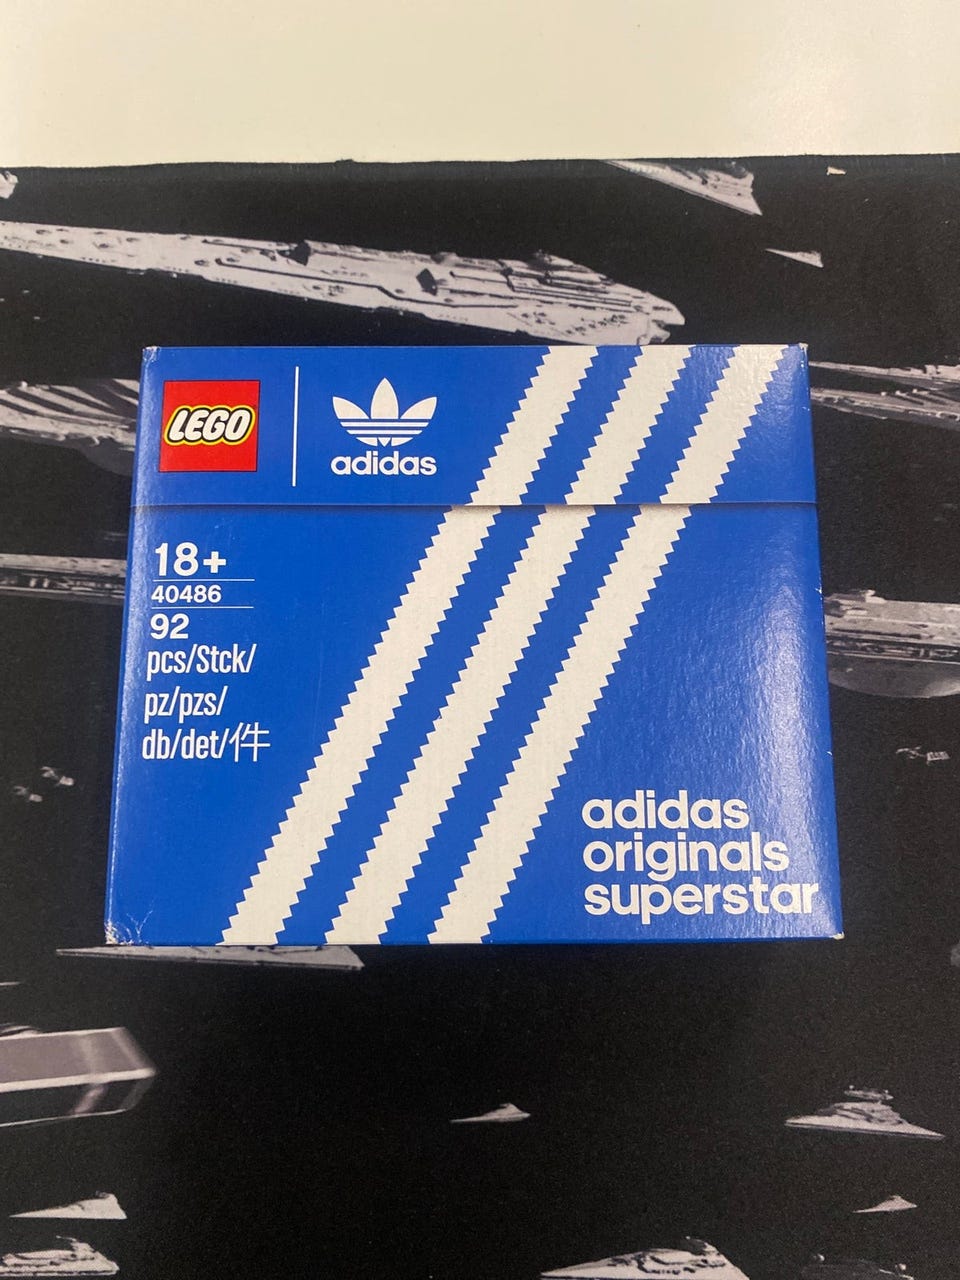 LEGO
adidas
18+
40486
92
pcs/Stck/
pz/pzs/
db/det/件
adidas
originals
superstar